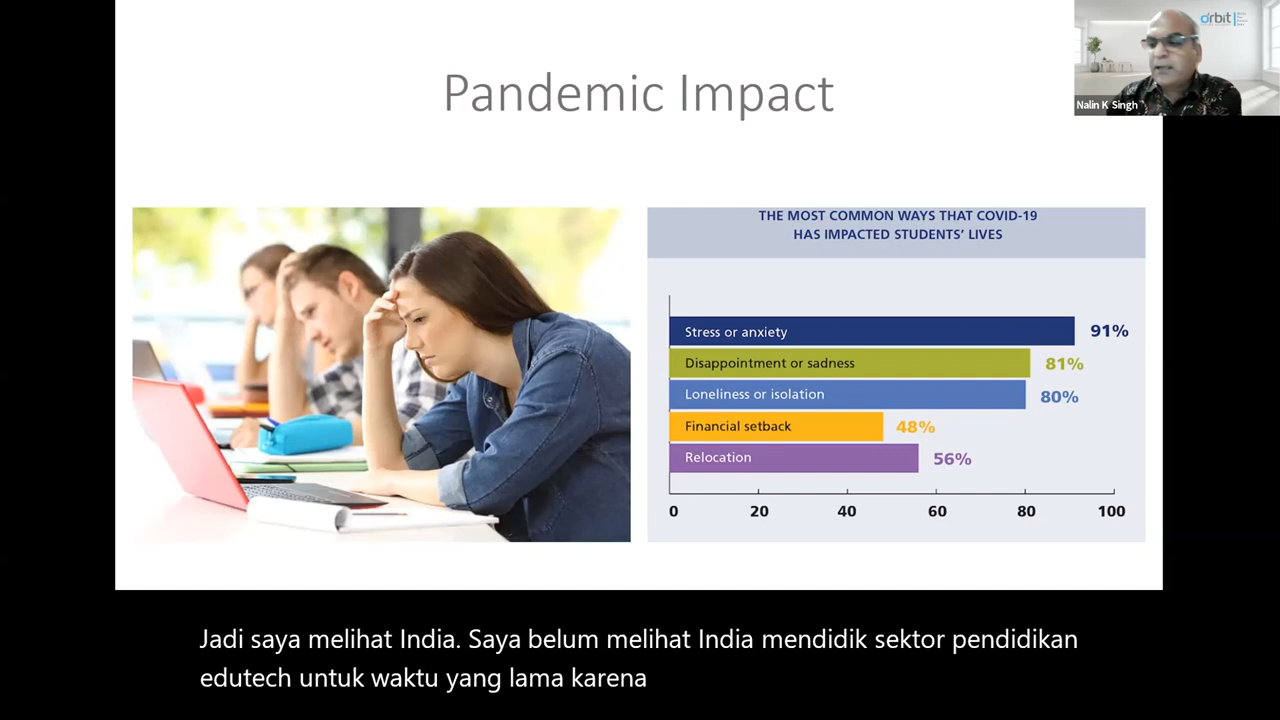 Pandemic Impact
orbit
Nalin K Singh
THE MOST COMMON WAYS THAT COVID-19
HAS IMPACTED STUDENTS' LIVES
Stress or anxiety 91%
Disappointment or sadness 81%
Loneliness or isolation 80%
Financial setback 48%
Relocation 56%
0 20 40 60 80 100
Jadi saya melihat India. Saya belum melihat India mendidik sektor pendidikan
edutech untuk waktu yang lama karena